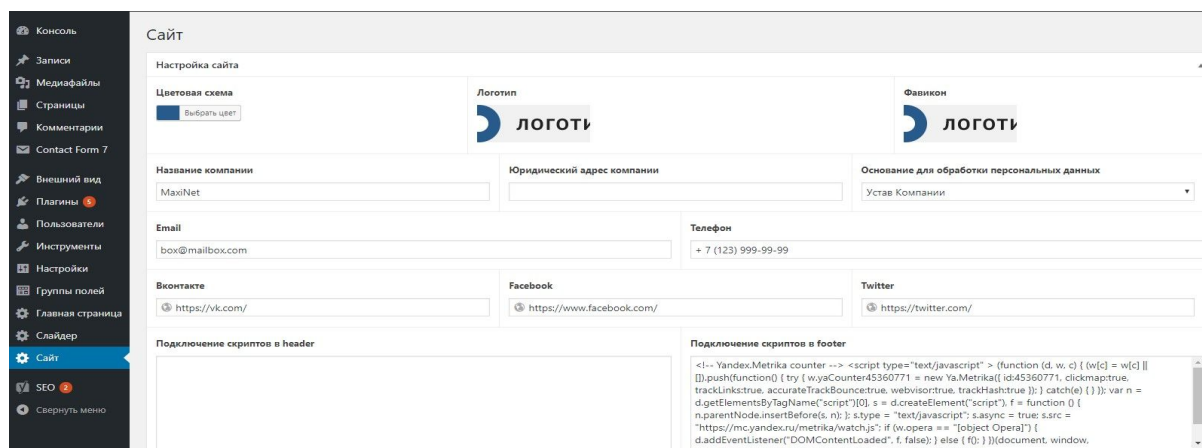 Консоль
Записи
Медиафайлы
Страницы
Комментарии
Contact Form 7
Внешний вид
Плагины 5
Пользователи
Инструменты
Настройки
Группы полей
Главная страница
Слайдер
Сайт
SEO 2
Свернуть меню
Сайт
Настройка сайта
Цветовая схема
Выбрать цвет
Логотип
ЛОГОТИ
Фавикон
ЛОГОТИ
Название компании
MaxiNet
Юридический адрес компании
Основание для обработки персональных данных
Устав Компании
Email
box@mailbox.com
Телефон
+ 7 (123) 999-99-99
Вконтакте
https://vk.com/
Facebook
https://www.facebook.com/
Twitter
https://twitter.com/
Подключение скриптов в header
Подключение скриптов в footer
<!-- Yandex.Metrika counter --> <script type="text/javascript" > (function (d, w, c) { (w[c] = w[c] ||
[]).push(function() { try { w.yaCounter45360771 = new Ya.Metrika({ id:45360771, clickmap:true,
trackLinks:true, accurateTrackBounce:true, webvisor:true, trackHash:true }); } catch(e) { } }); var n =
d.getElementsByTagName("script")[0], s = d.createElement("script"), f = function () {
n.parentNode.insertBefore(s, n); }; s.type = "text/javascript"; s.async = true; s.src =
"https://mc.yandex.ru/metrika/watch.js"; if (w.opera == "[object Opera]") {
d.addEventListener("DOMContentLoaded", f, false); } else { f(); } })(document, window,